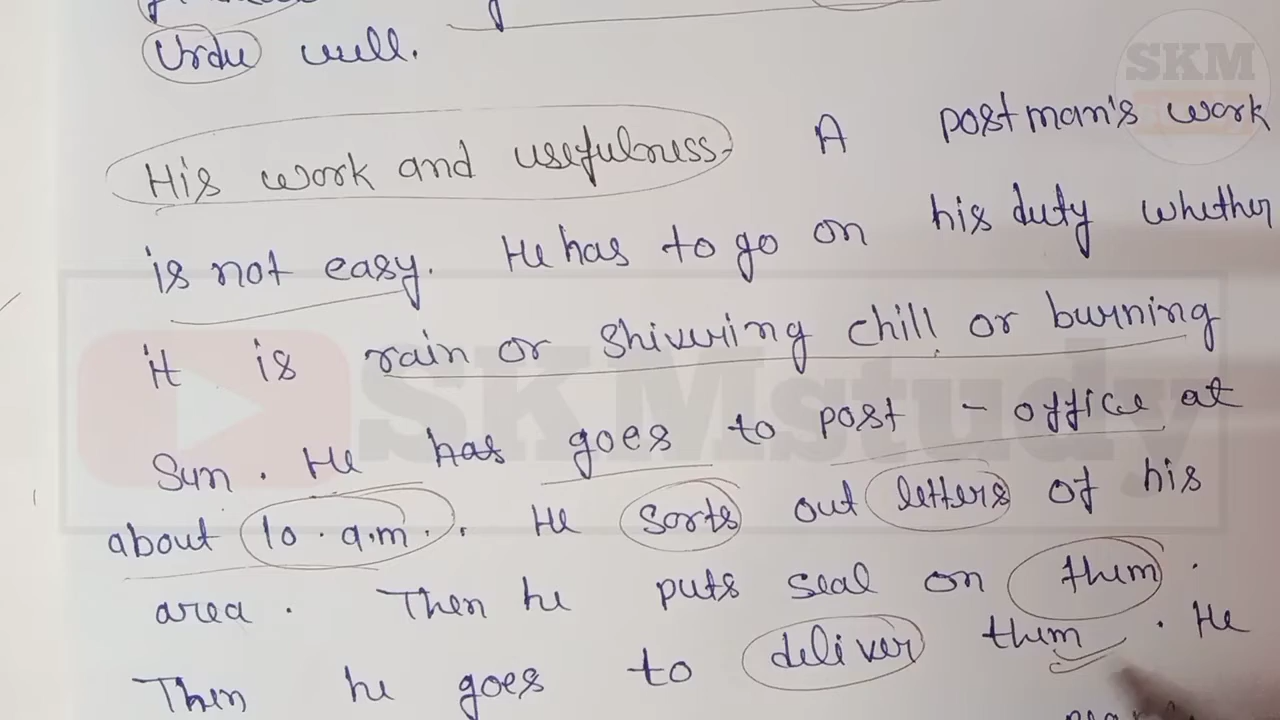 Urdu well.
SKM
His work and usefulness- A postman's work
is not easy. He has to go on his duty whether
it is rain or shivering chill or burning
Sun. He has goes to post-office at
about 10.a.m.. He sorts out letters of his
area. Then he puts seal on them.
Then he goes to deliver them. He
SKMstudy